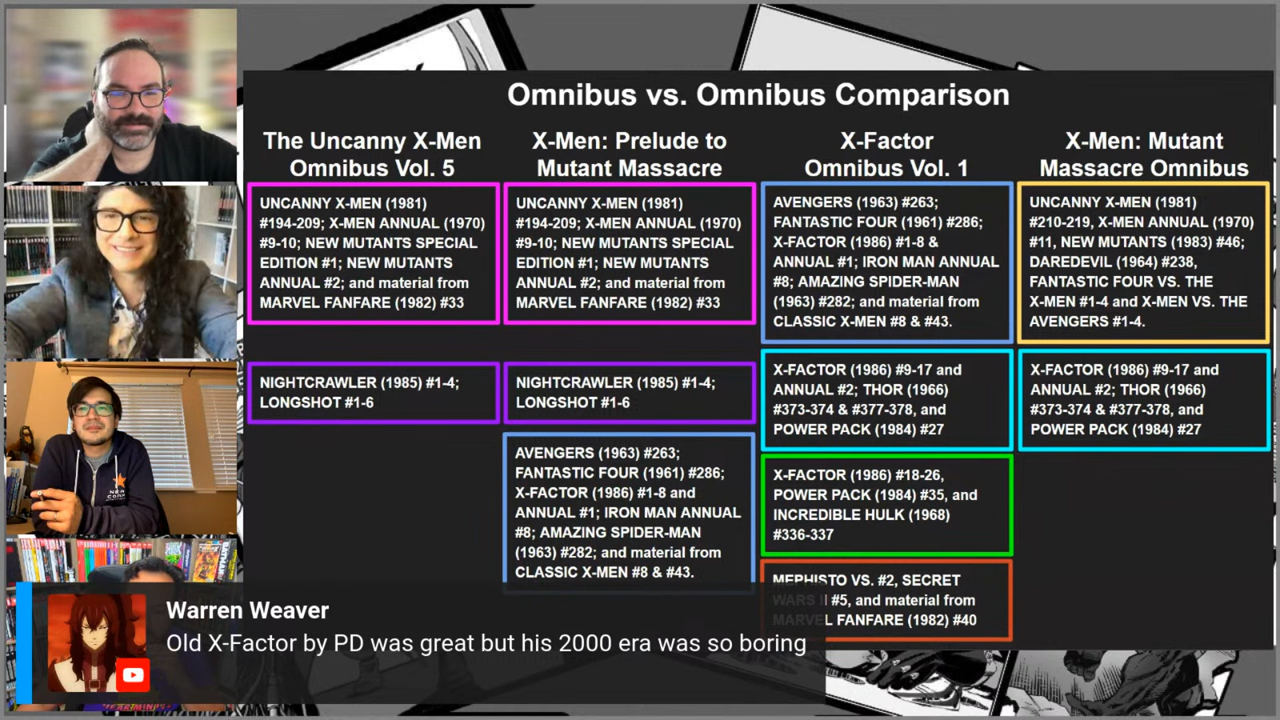 Omnibus vs. Omnibus Comparison
The Uncanny X-Men
Omnibus Vol. 5
UNCANNY X-MEN (1981)
#194-209; X-MEN ANNUAL (1970)
#9-10; NEW MUTANTS SPECIAL
EDITION #1; NEW MUTANTS
ANNUAL #2; and material from
MARVEL FANFARE (1982) #33
NIGHTCRAWLER (1985) #1-4;
LONGSHOT #1-6
X-Men: Prelude to
Mutant Massacre
UNCANNY X-MEN (1981)
#194-209; X-MEN ANNUAL (1970)
#9-10; NEW MUTANTS SPECIAL
EDITION #1; NEW MUTANTS
ANNUAL #2; and material from
MARVEL FANFARE (1982) #33
NIGHTCRAWLER (1985) #1-4;
LONGSHOT #1-6
AVENGERS (1963) #263;
FANTASTIC FOUR (1961) #286;
X-FACTOR (1986) #1-8 and
ANNUAL #1; IRON MAN ANNUAL
#8; AMAZING SPIDER-MAN
(1963) #282; and material from
CLASSIC X-MEN #8 & #43.
X-Factor
Omnibus Vol. 1
AVENGERS (1963) #263;
FANTASTIC FOUR (1961) #286;
X-FACTOR (1986) #1-8 &
ANNUAL #1; IRON MAN ANNUAL
#8; AMAZING SPIDER-MAN
(1963) #282; and material from
CLASSIC X-MEN #8 & #43.
X-FACTOR (1986) #9-17 and
ANNUAL #2; THOR (1966)
#373-374 & #377-378, and
POWER PACK (1984) #27
X-FACTOR (1986) #18-26,
POWER PACK (1984) #35, and
INCREDIBLE HULK (1968)
#336-337
MEPHISTO VS. #2, SECRET
WARS II #5, and material from
MARVEL FANFARE (1982) #40
X-Men: Mutant
Massacre Omnibus
UNCANNY X-MEN (1981)
#210-219, X-MEN ANNUAL (1970)
#11, NEW MUTANTS (1983) #46;
DAREDEVIL (1964) #238,
FANTASTIC FOUR VS. THE
X-MEN #1-4 and X-MEN VS. THE
AVENGERS #1-4.
X-FACTOR (1986) #9-17 and
ANNUAL #2; THOR (1966)
#373-374 & #377-378, and
POWER PACK (1984) #27
Warren Weaver
Old X-Factor by PD was great but his 2000 era was so boring